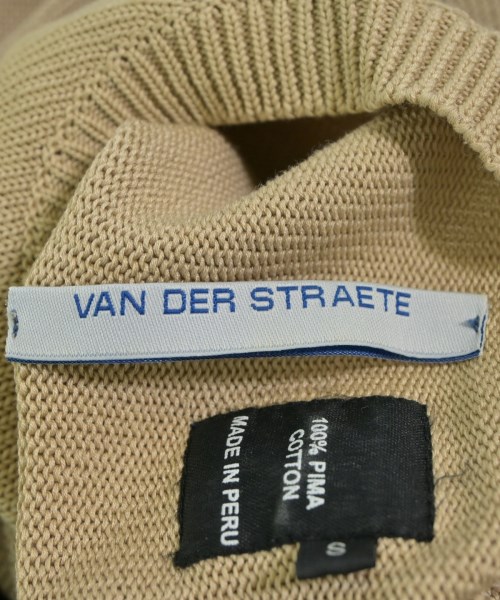 VAN DER STRAETE
100% PIMA
COTTON
MADE IN PERU
S